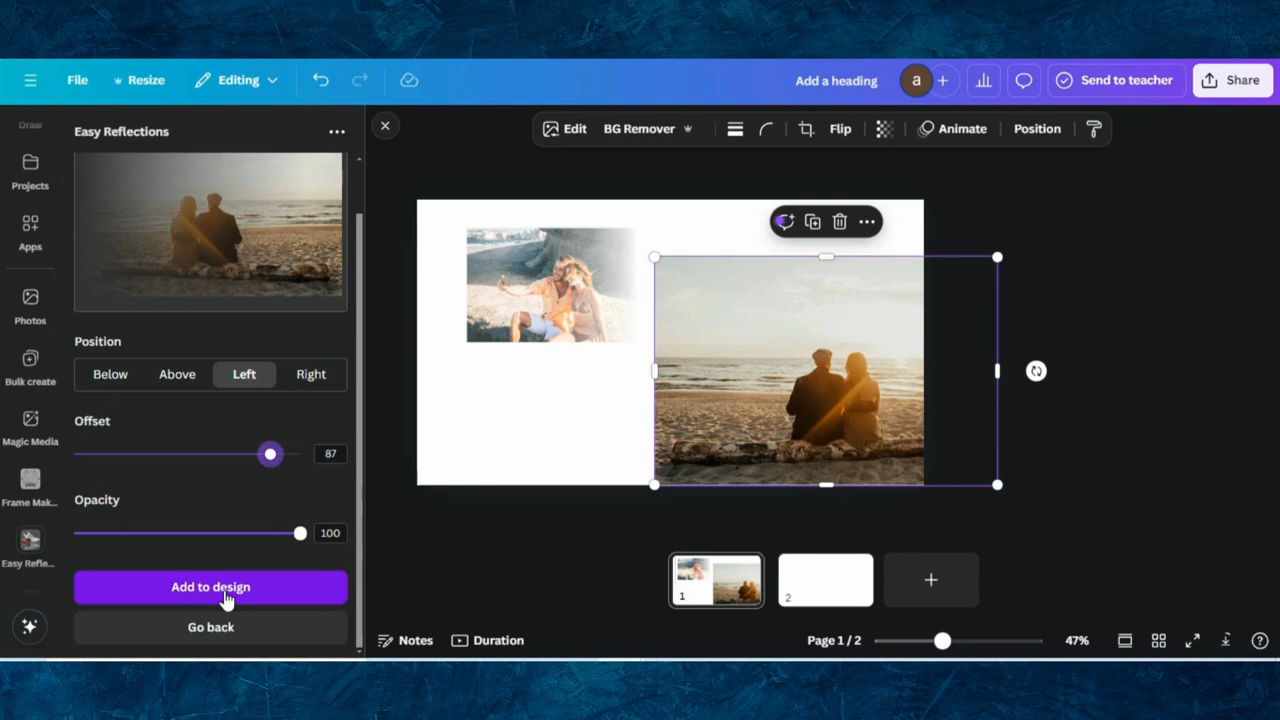 File
Resize
Editing
Add a heading
a
Send to teacher
Share
Draw
Projects
Apps
Photos
Bulk create
Magic Media
Frame Mak...
Easy Refle...
Easy Reflections
Position
Below
Above
Left
Right
Offset
87
Opacity
100
Add to design
Go back
Edit
BG Remover
Flip
Animate
Position
1
2
Notes
Duration
Page 1 / 2
47%